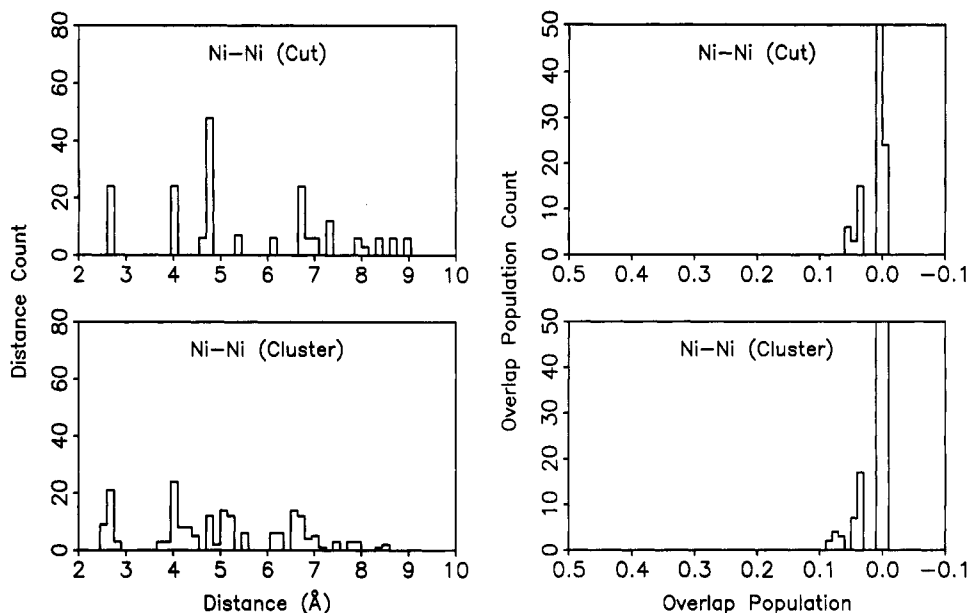 Distance Count
80
60
40
20
0
Ni-Ni (Cut)
2 3 4 5 6 7 8 9 10
80
60
40
20
0
Ni-Ni (Cluster)
2 3 4 5 6 7 8 9 10
Distance (Å)
Overlap Population Count
50
40
30
20
10
0
Ni-Ni (Cut)
0.5 0.4 0.3 0.2 0.1 0.0 -0.1
50
40
30
20
10
0
Ni-Ni (Cluster)
0.5 0.4 0.3 0.2 0.1 0.0 -0.1
Overlap Population